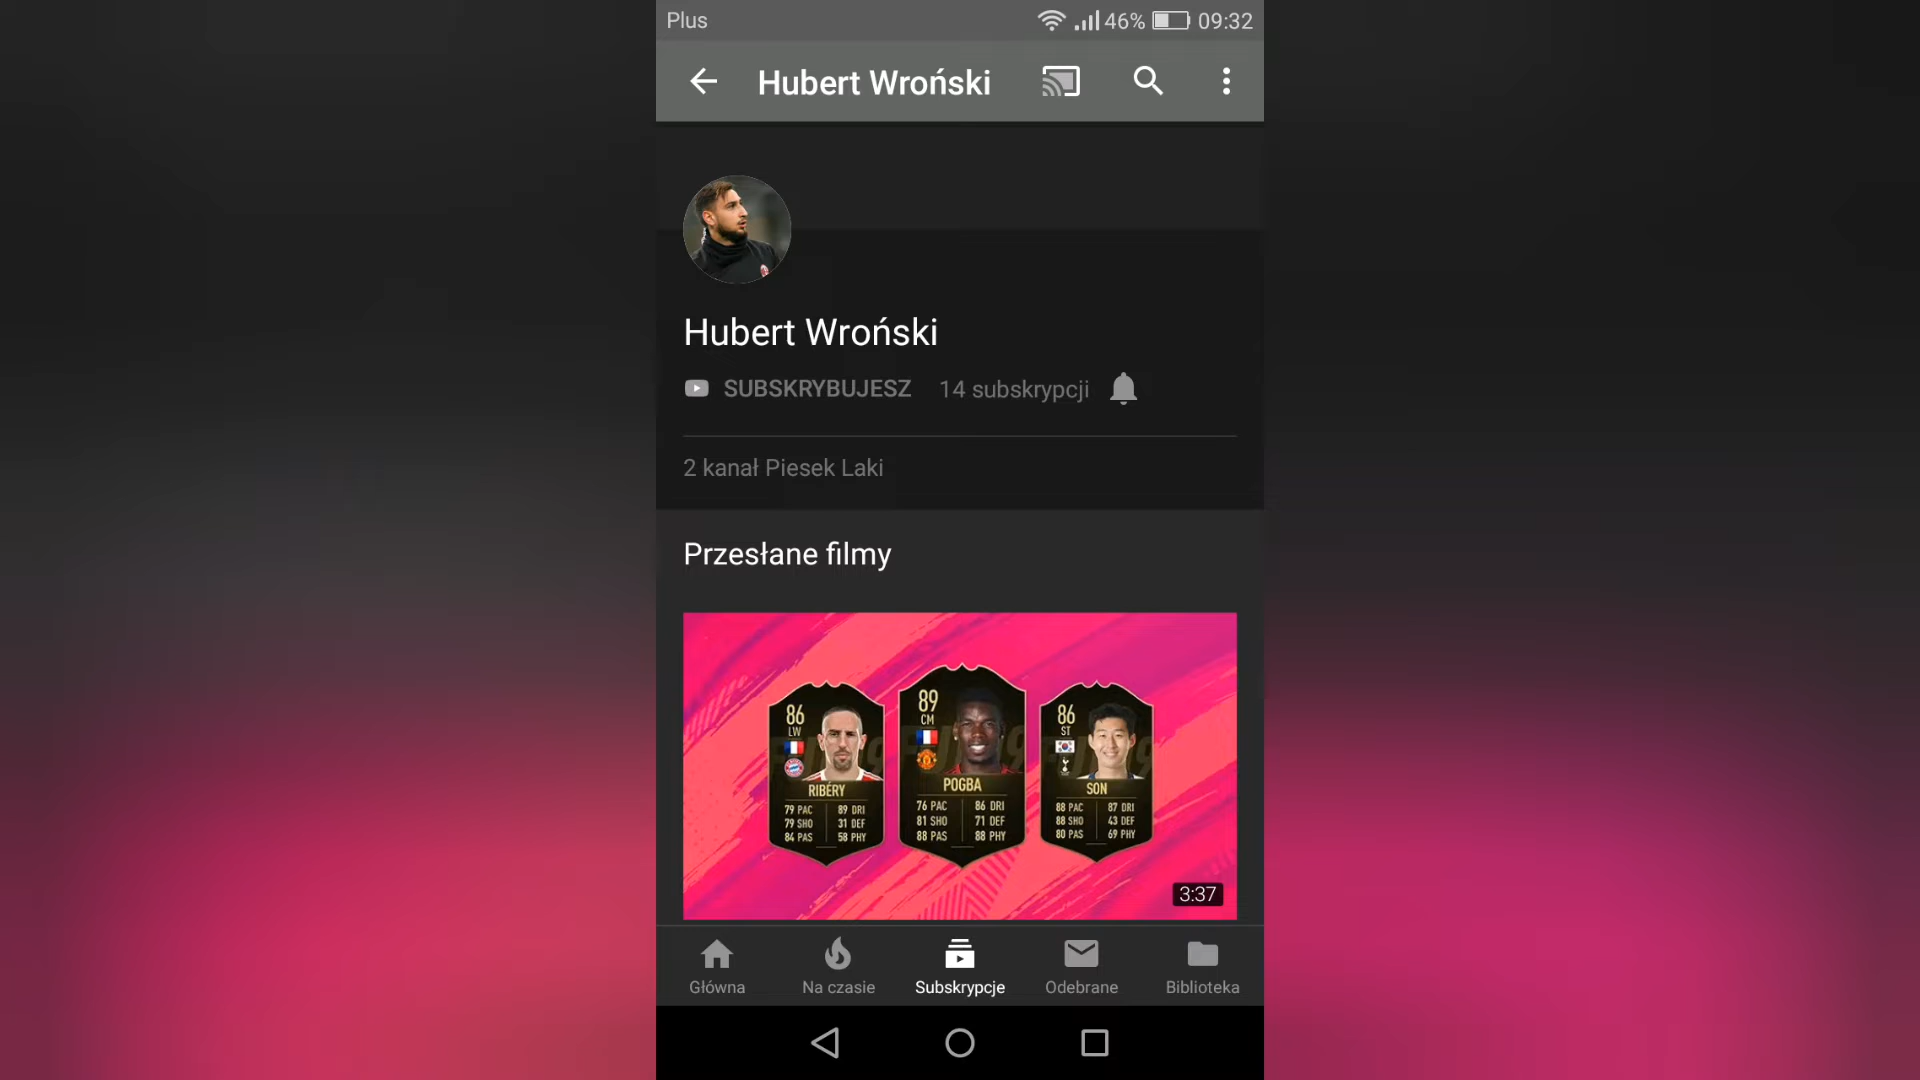 Plus 46% 09:32
Hubert Wroński
Hubert Wroński
SUBSKRYBUJESZ 14 subskrypcji
2 kanał Piesek Laki
Przesłane filmy
86
LW
RIBÉRY
79 PAC 89 DRI
79 SHO 31 DEF
84 PAS 58 PHY
89
CM
POGBA
76 PAC 86 DRI
81 SHO 71 DEF
88 PAS 88 PHY
86
ST
SON
88 PAC 87 DRI
88 SHO 43 DEF
80 PAS 69 PHY
3:37
Główna Na czasie Subskrypcje Odebrane Biblioteka